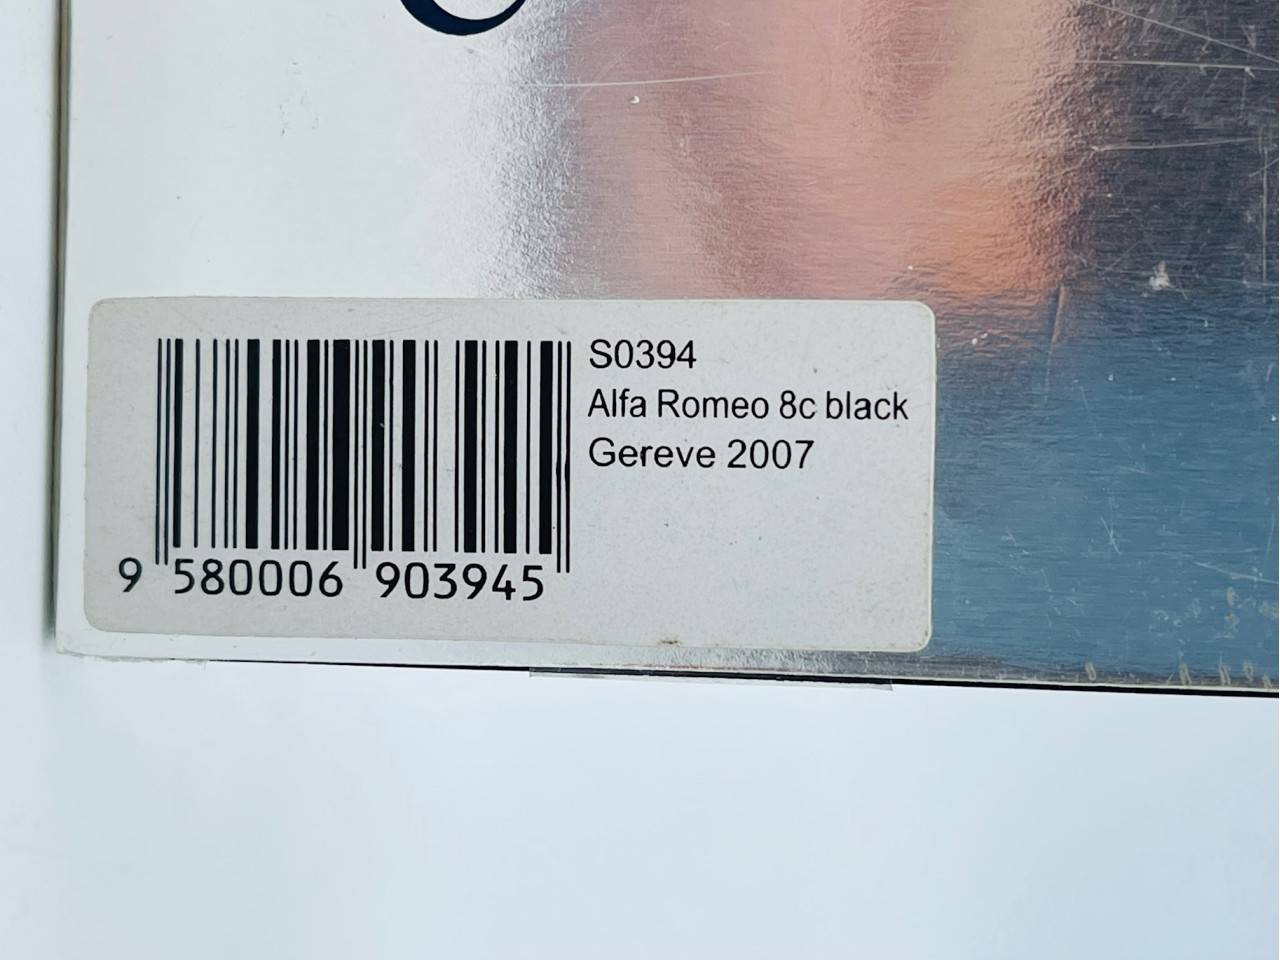 S0394
Alfa Romeo 8c black
Gereve 2007
9 580006 903945